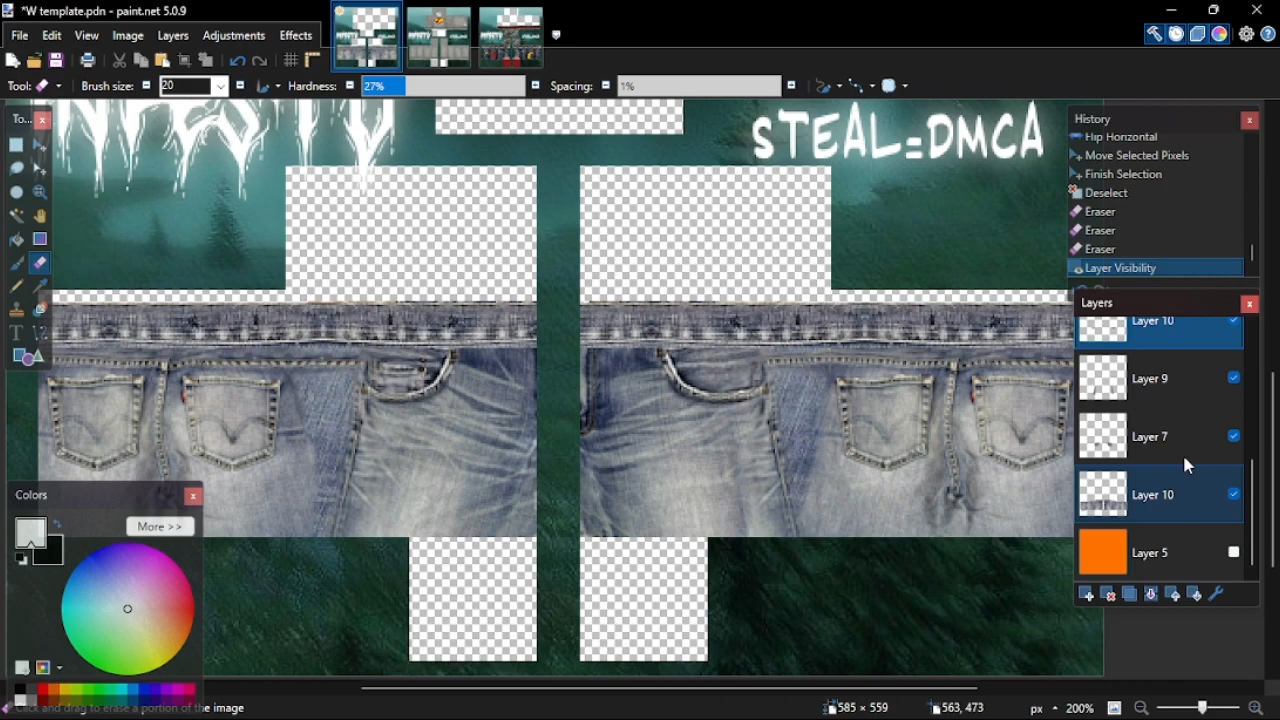 *W template.pdn - paint.net 5.0.9
File Edit View Image Layers Adjustments Effects
Tool: Brush size: 20 Hardness: 27% Spacing: 1%
To...
STEAL=DMCA
History
Flip Horizontal
Move Selected Pixels
Finish Selection
Deselect
Eraser
Eraser
Eraser
Layer Visibility
Layers
Layer 10
Layer 9
Layer 7
Layer 10
Layer 5
Colors
More >>
Click and drag to erase a portion of the image
585 × 559 563, 473 px 200%